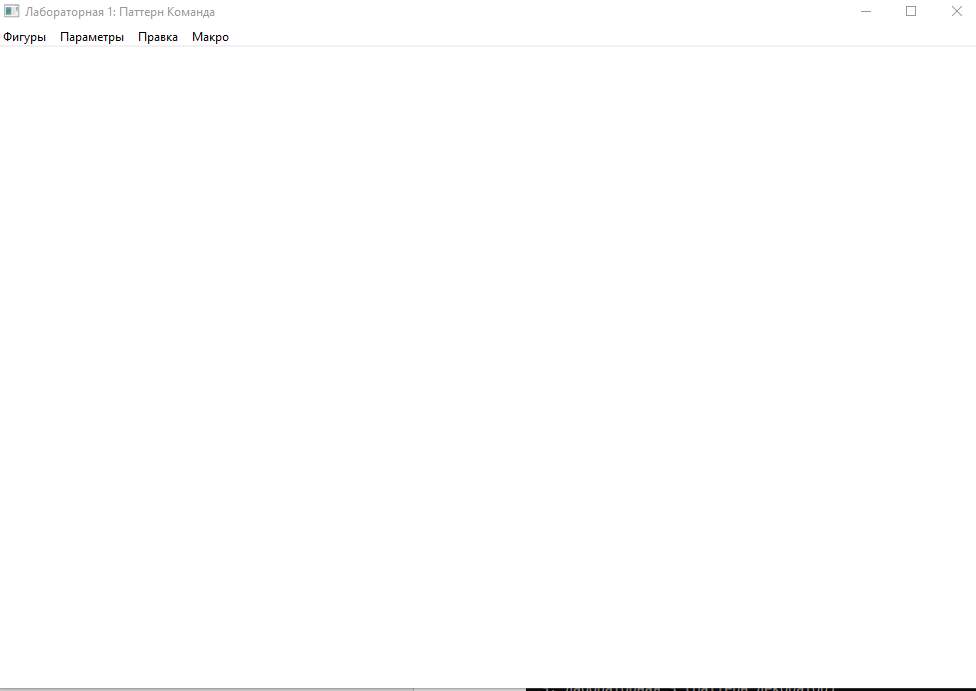 Лабораторная 1: Паттерн Команда
Фигуры Параметры Правка Макро